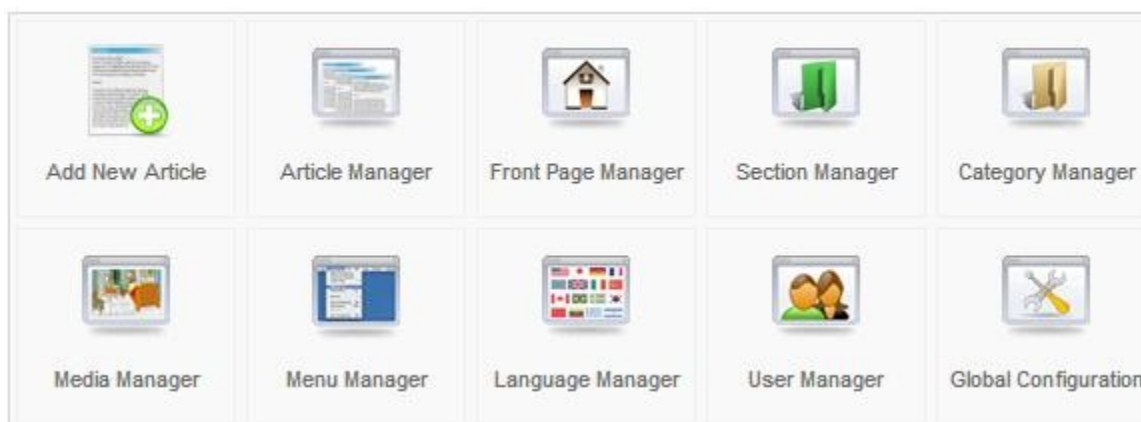 Add New Article
Article Manager
Front Page Manager
Section Manager
Category Manager
Media Manager
Menu Manager
Language Manager
User Manager
Global Configuration